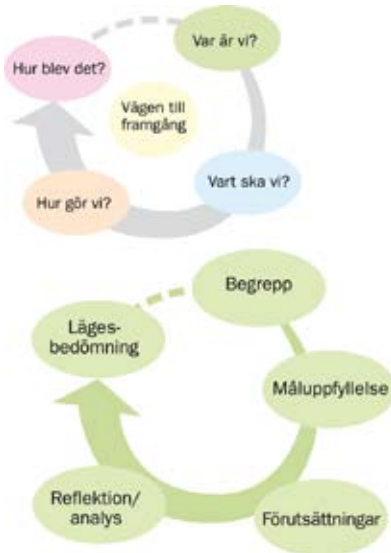 Var är vi?
Hur blev det?
Vägen till
framgång
Vart ska vi?
Hur gör vi?
Begrepp
Läges-
bedömning
Måluppfyllelse
Reflektion/
analys
Förutsättningar